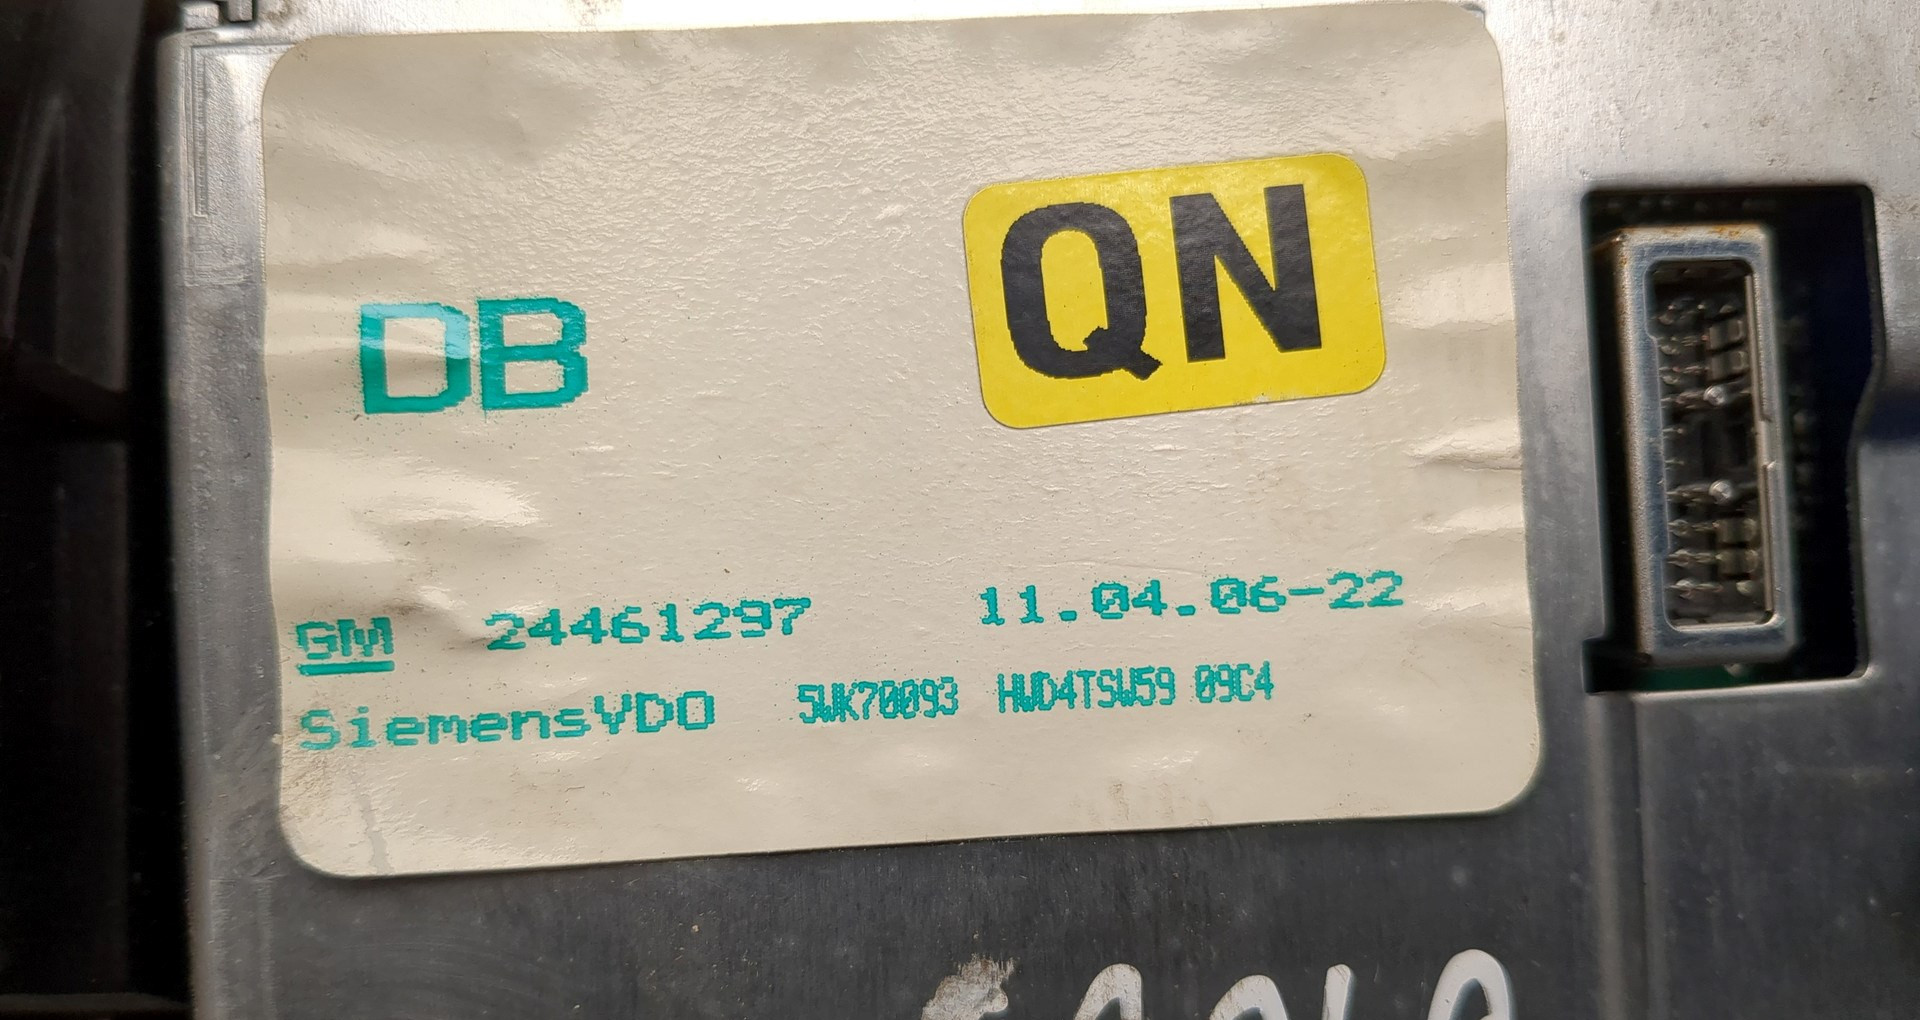 QN
DB
GM 24461297 11.04.06-22
SiemensVDO 5WK70093 HWD4TSW59 09C4